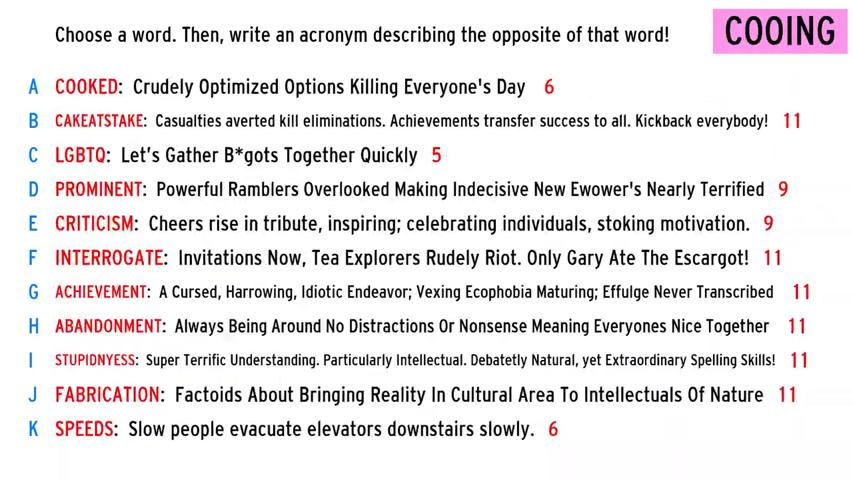 Choose a word. Then, write an acronym describing the opposite of that word!
COOING
A COOKED: Crudely Optimized Options Killing Everyone's Day 6
B CAKEATSTAKE: Casualties averted kill eliminations. Achievements transfer success to all. Kickback everybody! 11
C LGBTQ: Let's Gather B*gots Together Quickly 5
D PROMINENT: Powerful Ramblers Overlooked Making Indecisive New Ewower's Nearly Terrified 9
E CRITICISM: Cheers rise in tribute, inspiring; celebrating individuals, stoking motivation. 9
F INTERROGATE: Invitations Now, Tea Explorers Rudely Riot. Only Gary Ate The Escargot! 11
G ACHIEVEMENT: A Cursed, Harrowing, Idiotic Endeavor; Vexing Ecophobia Maturing; Effulge Never Transcribed 11
H ABANDONMENT: Always Being Around No Distractions Or Nonsense Meaning Everyones Nice Together 11
I STUPIDNYESS: Super Terrific Understanding. Particularly Intellectual. Debatetly Natural, yet Extraordinary Spelling Skills! 11
J FABRICATION: Factoids About Bringing Reality In Cultural Area To Intellectuals Of Nature 11
K SPEEDS: Slow people evacuate elevators downstairs slowly. 6